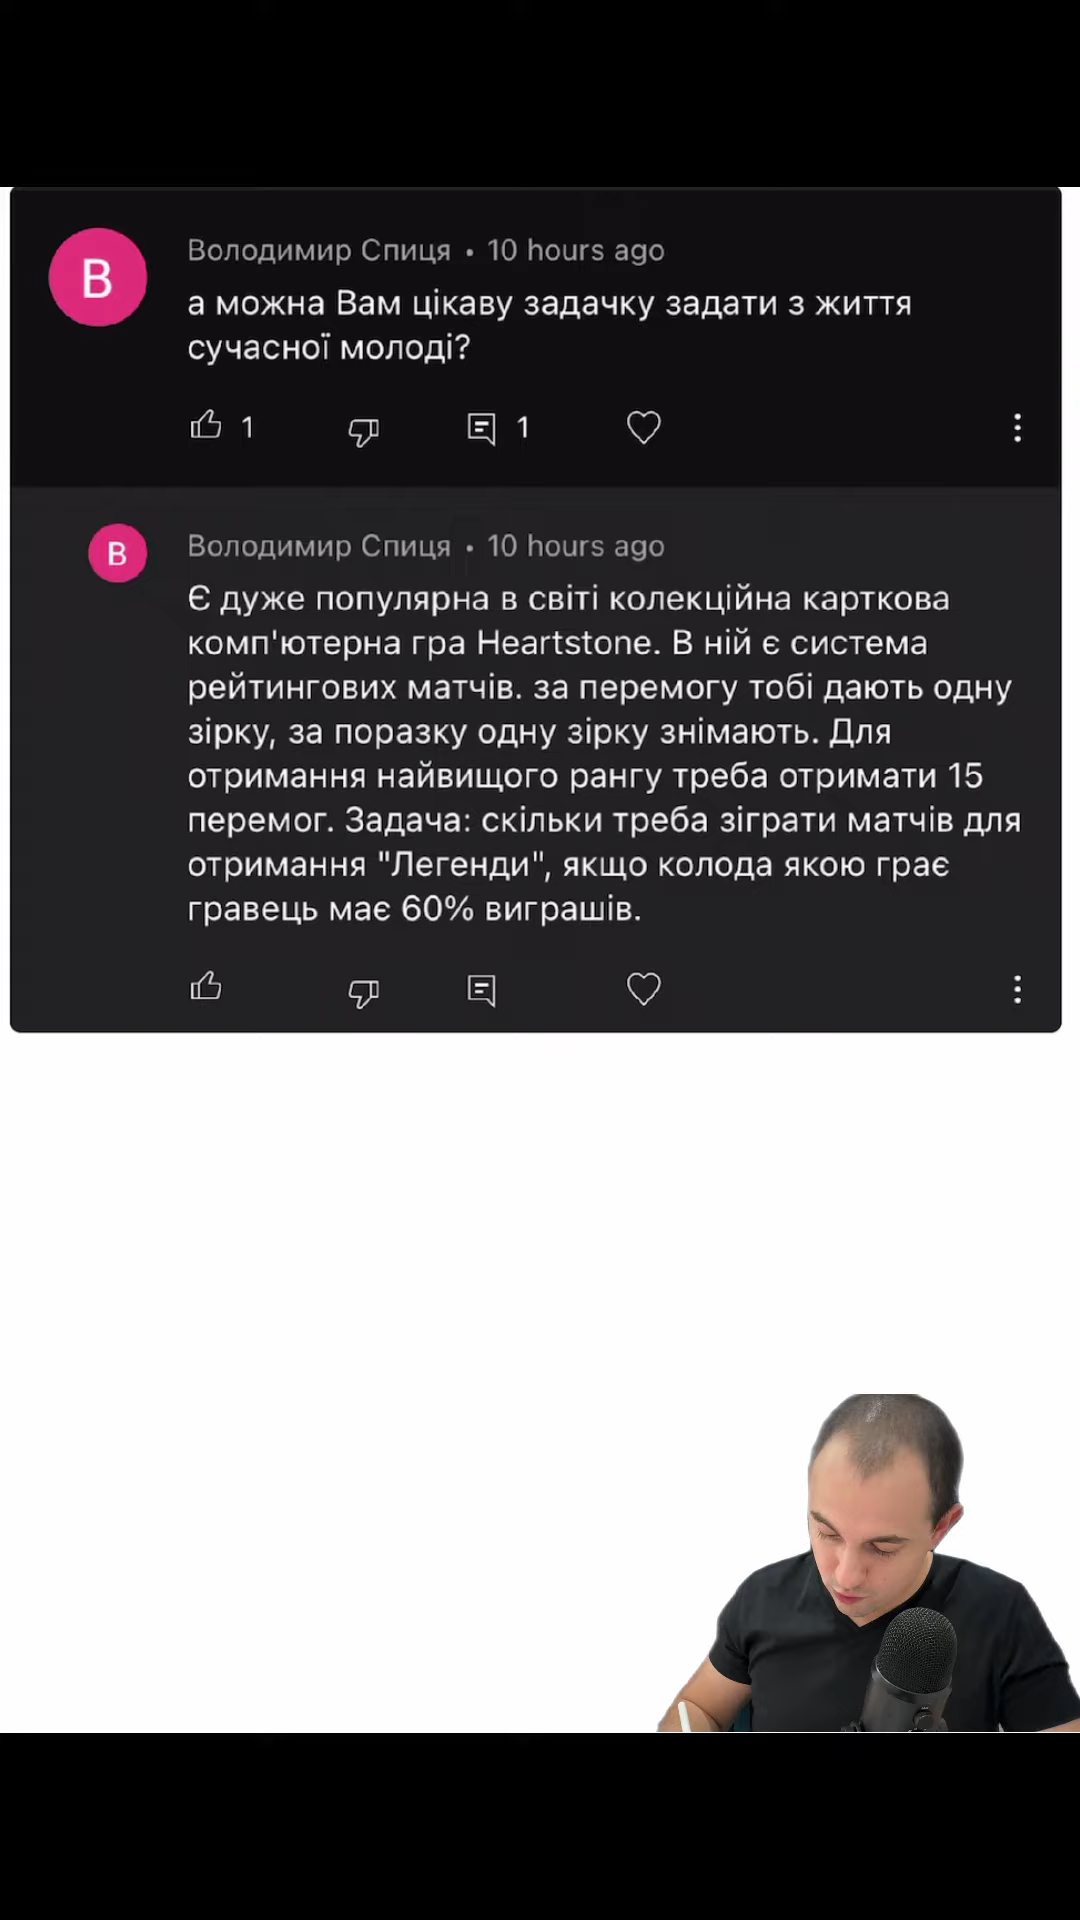 В
Володимир Спиця • 10 hours ago
а можна Вам цікаву задачку задати з життя
сучасної молоді?
1
1
В
Володимир Спиця • 10 hours ago
Є дуже популярна в світі колекційна карткова
комп'ютерна гра Heartstone. В ній є система
рейтингових матчів. за перемогу тобі дають одну
зірку, за поразку одну зірку знімають. Для
отримання найвищого рангу треба отримати 15
перемог. Задача: скільки треба зіграти матчів для
отримання "Легенди", якщо колода якою грає
гравець має 60% виграшів.